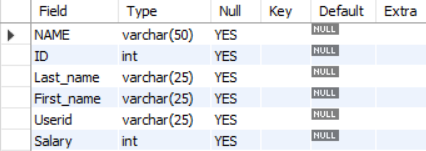 Field Type Null Key Default Extra
NAME varchar(50) YES NULL
ID int YES NULL
Last_name varchar(25) YES NULL
First_name varchar(25) YES NULL
Userid varchar(25) YES NULL
Salary int YES NULL